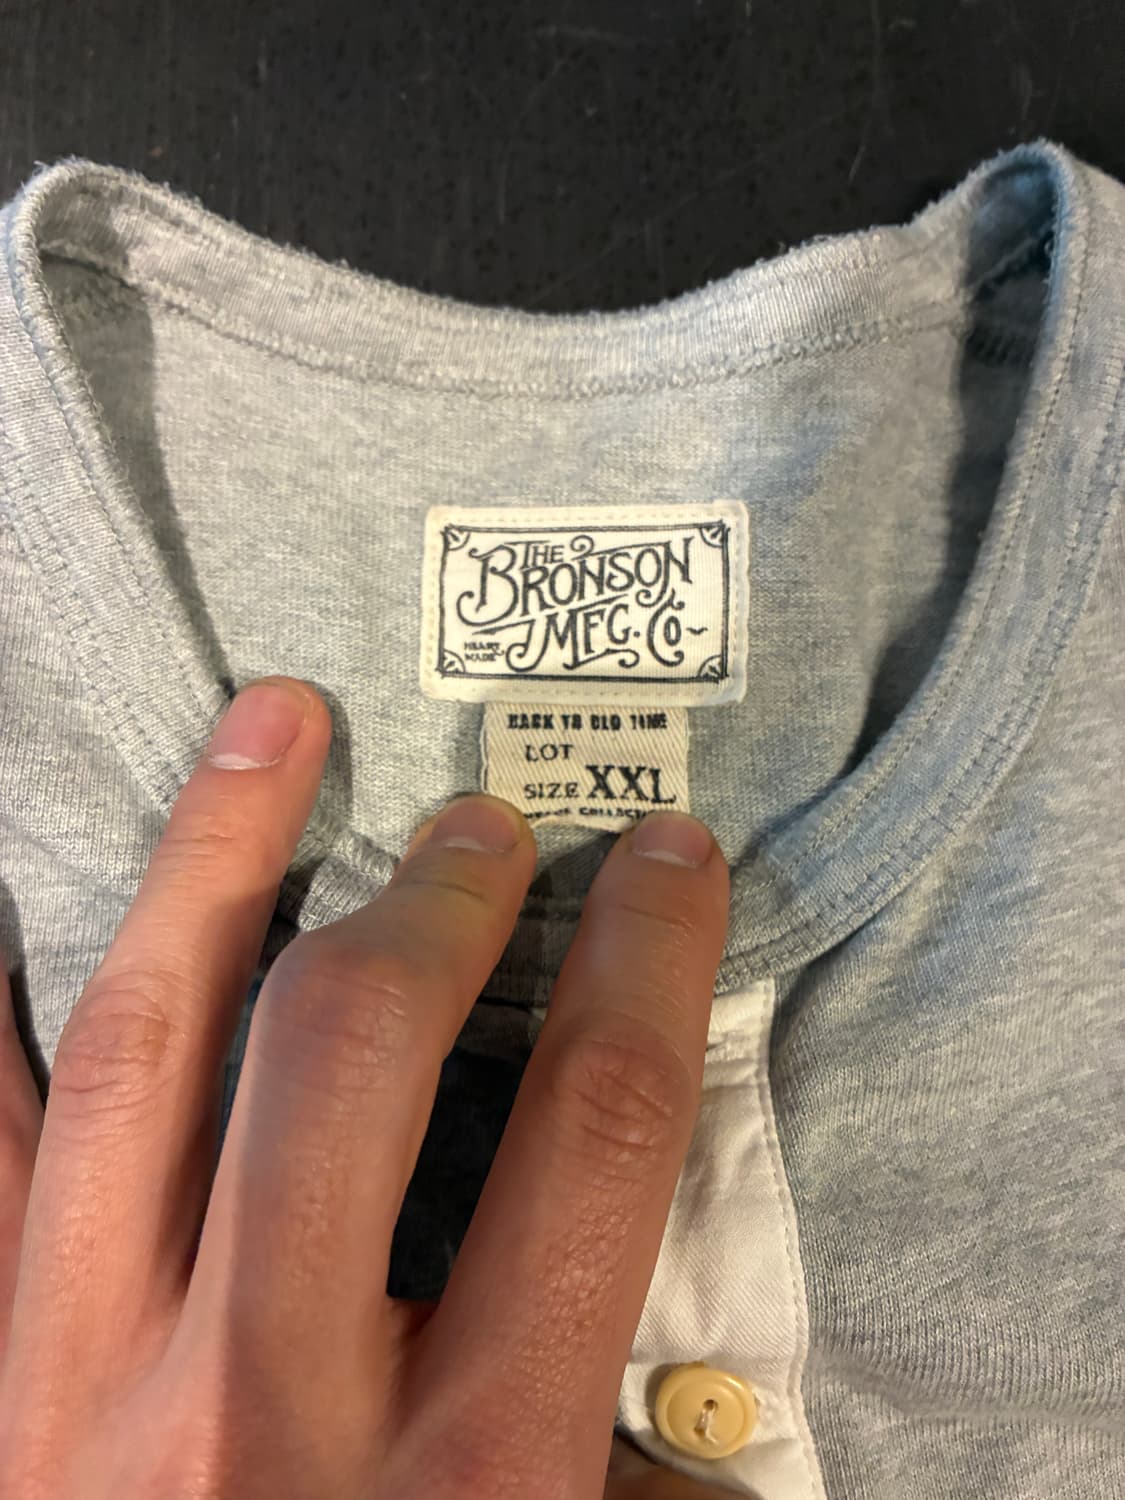 THE
BRONSON
MFG. Co
HEART
MADE
BACK TO OLD TIME
LOT
SIZE XXL